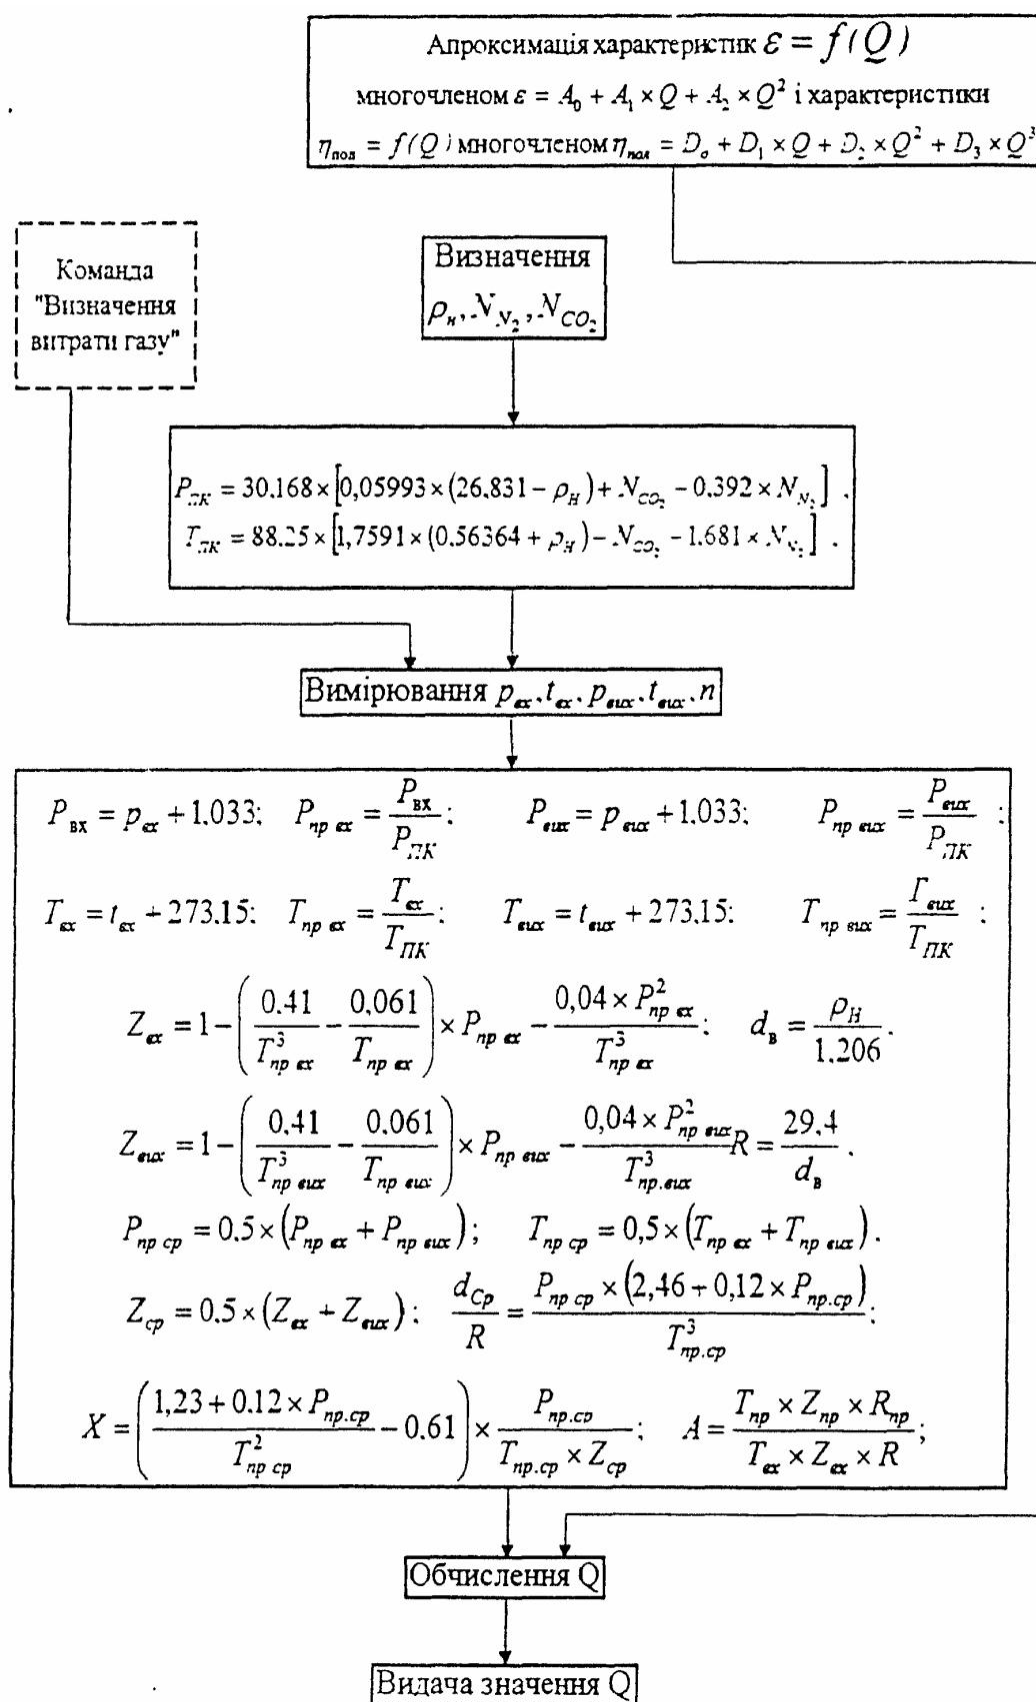 Апроксимація характеристик ε = f(Q)
многочленом ε = A₀ + A₁ × Q + A₂ × Q² і характеристики
η_пол = f(Q) многочленом η_пол = D₀ + D₁ × Q + D₂ × Q² + D₃ × Q³
Команда
"Визначення
витрати газу"
Визначення
ρ_н, N_N₂, N_CO₂
P_ПК = 30.168 × [0,05993 × (26.831 − ρ_H) + N_CO₂ − 0.392 × N_N₂] .
T_ПК = 88.25 × [1,7591 × (0.56364 + ρ_H) − N_CO₂ − 1.681 × N_N₂] .
Вимірювання p_вх, t_вх, p_вих, t_вих, n
P_вх = p_вх + 1.033; P_пр вх = P_вх / P_ПК; P_вих = p_вих + 1.033; P_пр вих = P_вих / P_ПК ;
T_вх = t_вх + 273.15; T_пр вх = T_вх / T_ПК; T_вих = t_вих + 273.15; T_пр вих = T_вих / T_ПК ;
Z_вх = 1 − (0.41 / T³_пр вх − 0,061 / T_пр вх) × P_пр вх − 0,04 × P²_пр вх / T³_пр вх; d_в = ρ_H / 1.206.
Z_вих = 1 − (0,41 / T³_пр вих − 0.061 / T_пр вих) × P_пр вих − 0,04 × P²_пр вих / T³_пр.вих R = 29.4 / d_в .
P_пр ср = 0.5 × (P_пр вх + P_пр вих); T_пр ср = 0,5 × (T_пр вх + T_пр вих).
Z_ср = 0.5 × (Z_вх + Z_вих); d_Cp / R = P_пр ср × (2,46 + 0,12 × P_пр.ср) / T³_пр.ср;
X = (1,23 + 0.12 × P_пр.ср / T²_пр ср − 0.61) × P_пр.ср / T_пр.ср × Z_ср; A = T_пр × Z_пр × R_пр / T_вх × Z_вх × R;
Обчислення Q
Видача значення Q